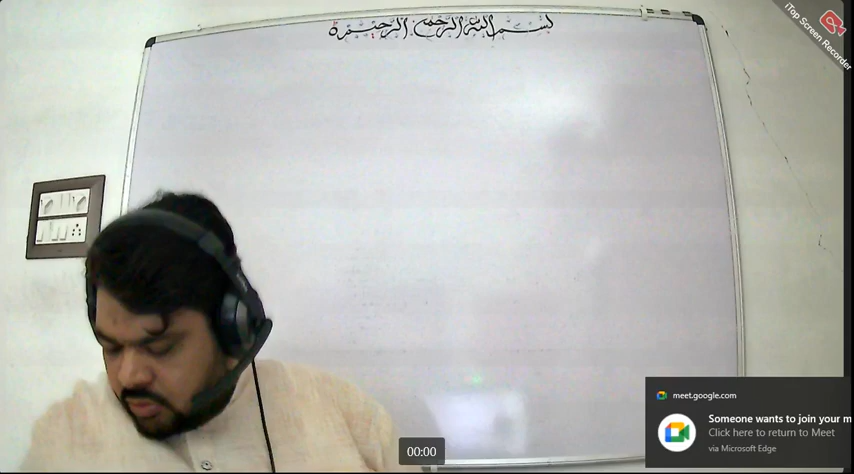 بسم الله الرحمن الرحيم
iTop Screen Recorder
meet.google.com
Someone wants to join your m
Click here to return to Meet
via Microsoft Edge
00:00